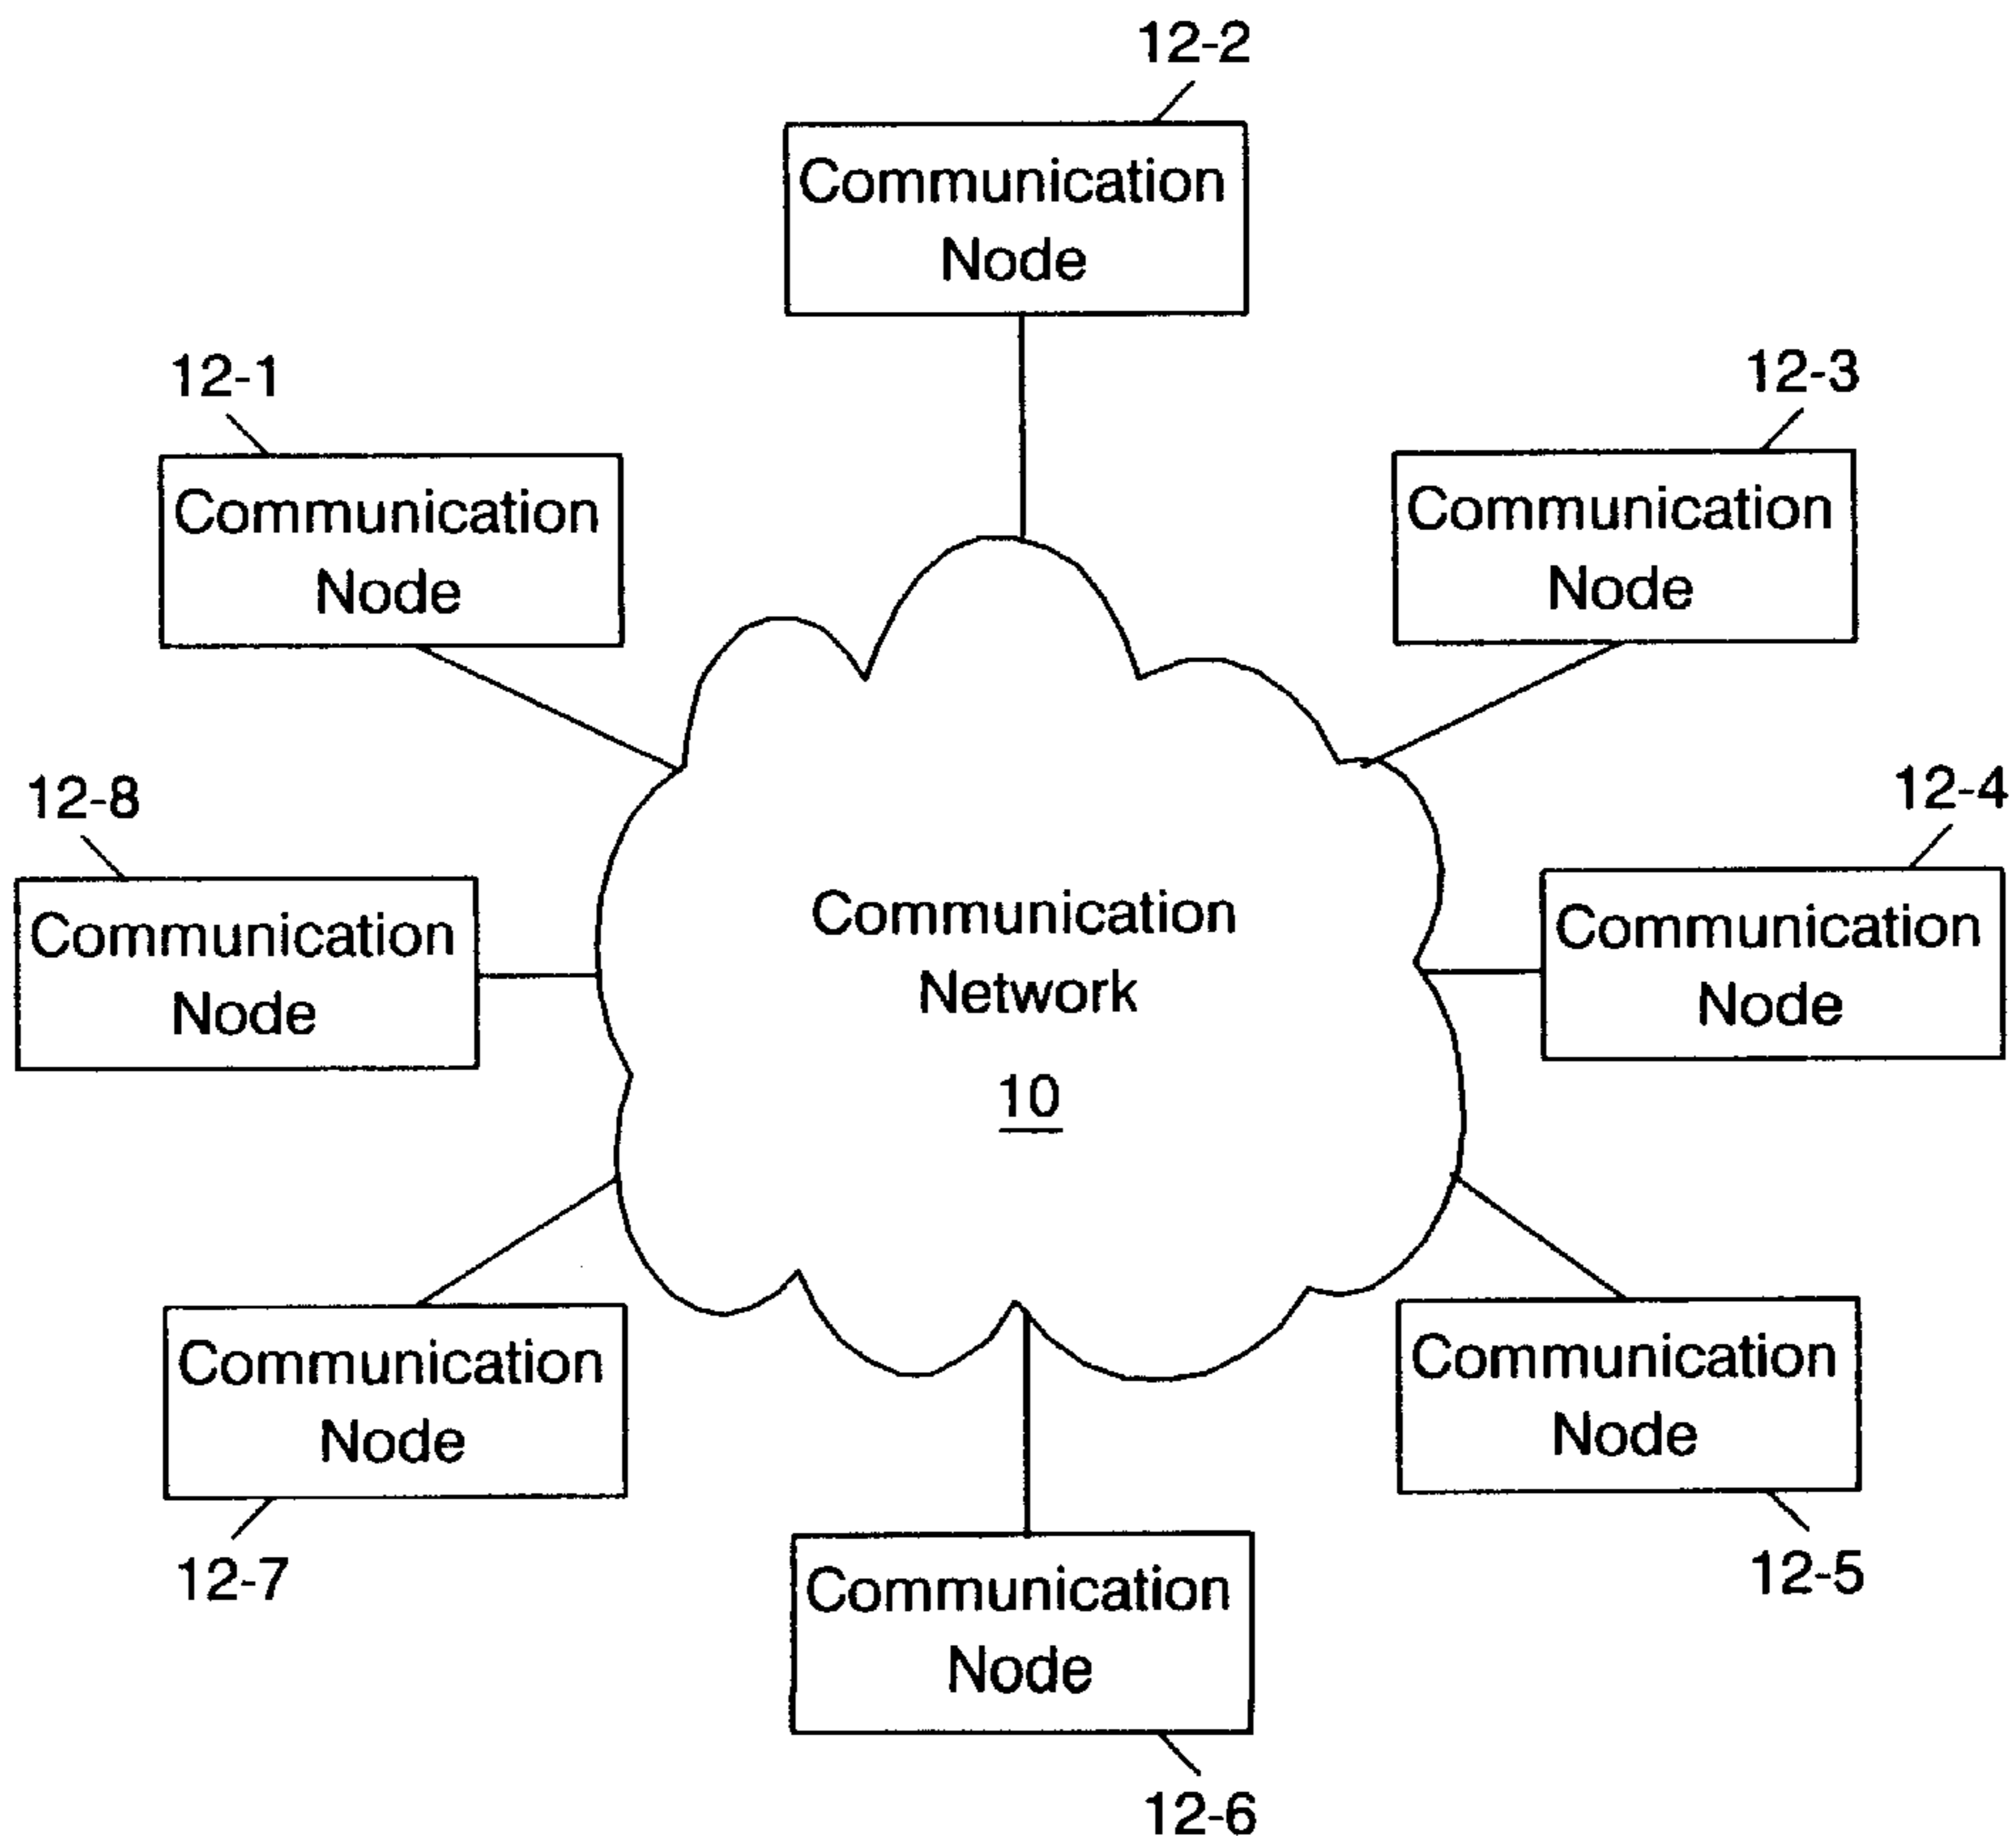 12-2
Communication
Node
12-1
Communication
Node
12-3
Communication
Node
12-8
Communication
Node
Communication
Network
10
12-4
Communication
Node
12-7
Communication
Node
12-5
Communication
Node
12-6
Communication
Node